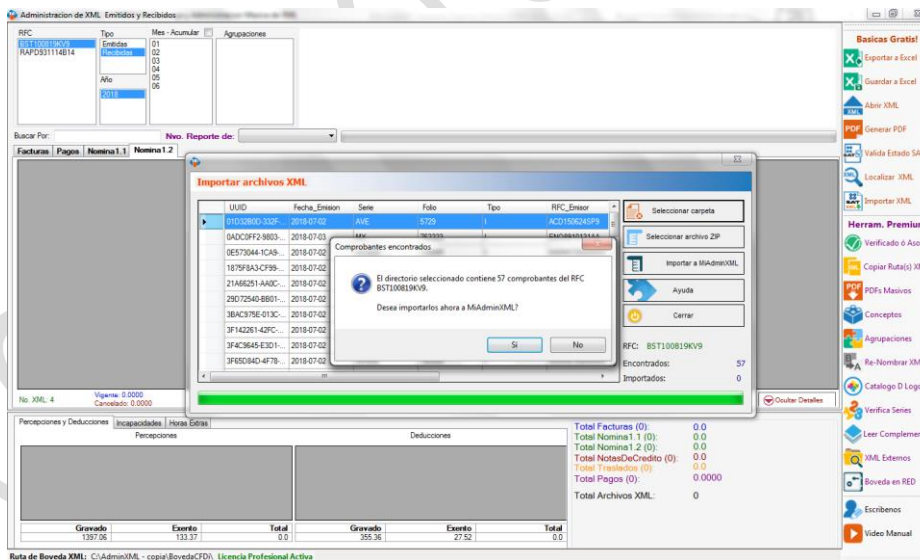 Administracion de XML Emitidos y Recibidos
RFC
Tipo
Mes - Acumular
Agrupaciones
BST100819KV9
RAPD931114B14
Emitidas
Recibidas
01
02
03
04
05
06
Año
2018
Buscar Por:
Nvo. Reporte de:
Facturas Pagos Nomina1.1 Nomina1.2
Importar archivos XML
UUID Fecha_Emision Serie Folio Tipo RFC_Emisor
01D32B0D-332F-... 2018-07-02 AVE 5729 I ACD150624SP9
0ADC0FF2-9803-... 2018-07-03
0E573044-1CA9-... 2018-07-02
1875F8A3-CF99-... 2018-07-02
21A66251-AA0C-... 2018-07-02
29D72540-BB01-... 2018-07-02
3BAC975E-013C-... 2018-07-02
3F142261-42FC-... 2018-07-02
3F4C9645-E3D1-... 2018-07-02
3F65D84D-4F78-... 2018-07-02
Comprobantes encontrados
El directorio seleccionado contiene 57 comprobantes del RFC
BST100819KV9.
Desea importarlos ahora a MiAdminXML?
Sí No
Seleccionar carpeta
Seleccionar archivo ZIP
Importar a MiAdminXML
Ayuda
Cerrar
RFC: BST100819KV9
Encontrados: 57
Importados: 0
No. XML: 4
Vigente: 0.0000
Cancelado: 0.0000
Ocultar Detalles
Percepciones y Deducciones Incapacidades Horas Extras
Percepciones
Deducciones
Gravado Exento Total
1397.06 133.37 0.0
Gravado Exento Total
355.36 27.52 0.0
Total Facturas (0): 0.0
Total Nomina1.1 (0): 0.0
Total Nomina1.2 (0): 0.0
Total NotasDeCredito (0): 0.0
Total Traslados (0): 0.0
Total Pagos (0): 0.0000
Total Archivos XML: 0
Basicas Gratis!
Exportar a Excel
Guardar a Excel
Abrir XML
Generar PDF
Valida Estado SA
Localizar XML
Importar XML
Herram. Premium
Verificado ó Aso
Copiar Ruta(s) XM
PDFs Masivos
Conceptos
Agrupaciones
Re-Nombrar XM
Catalogo D Logo
Verifica Series
Leer Complemen
XML Externos
Boveda en RED
Escribenos
Video Manual
Ruta de Boveda XML: C:\AdminXML - copia\BovedaCFDi\ Licencia Profesional Activa